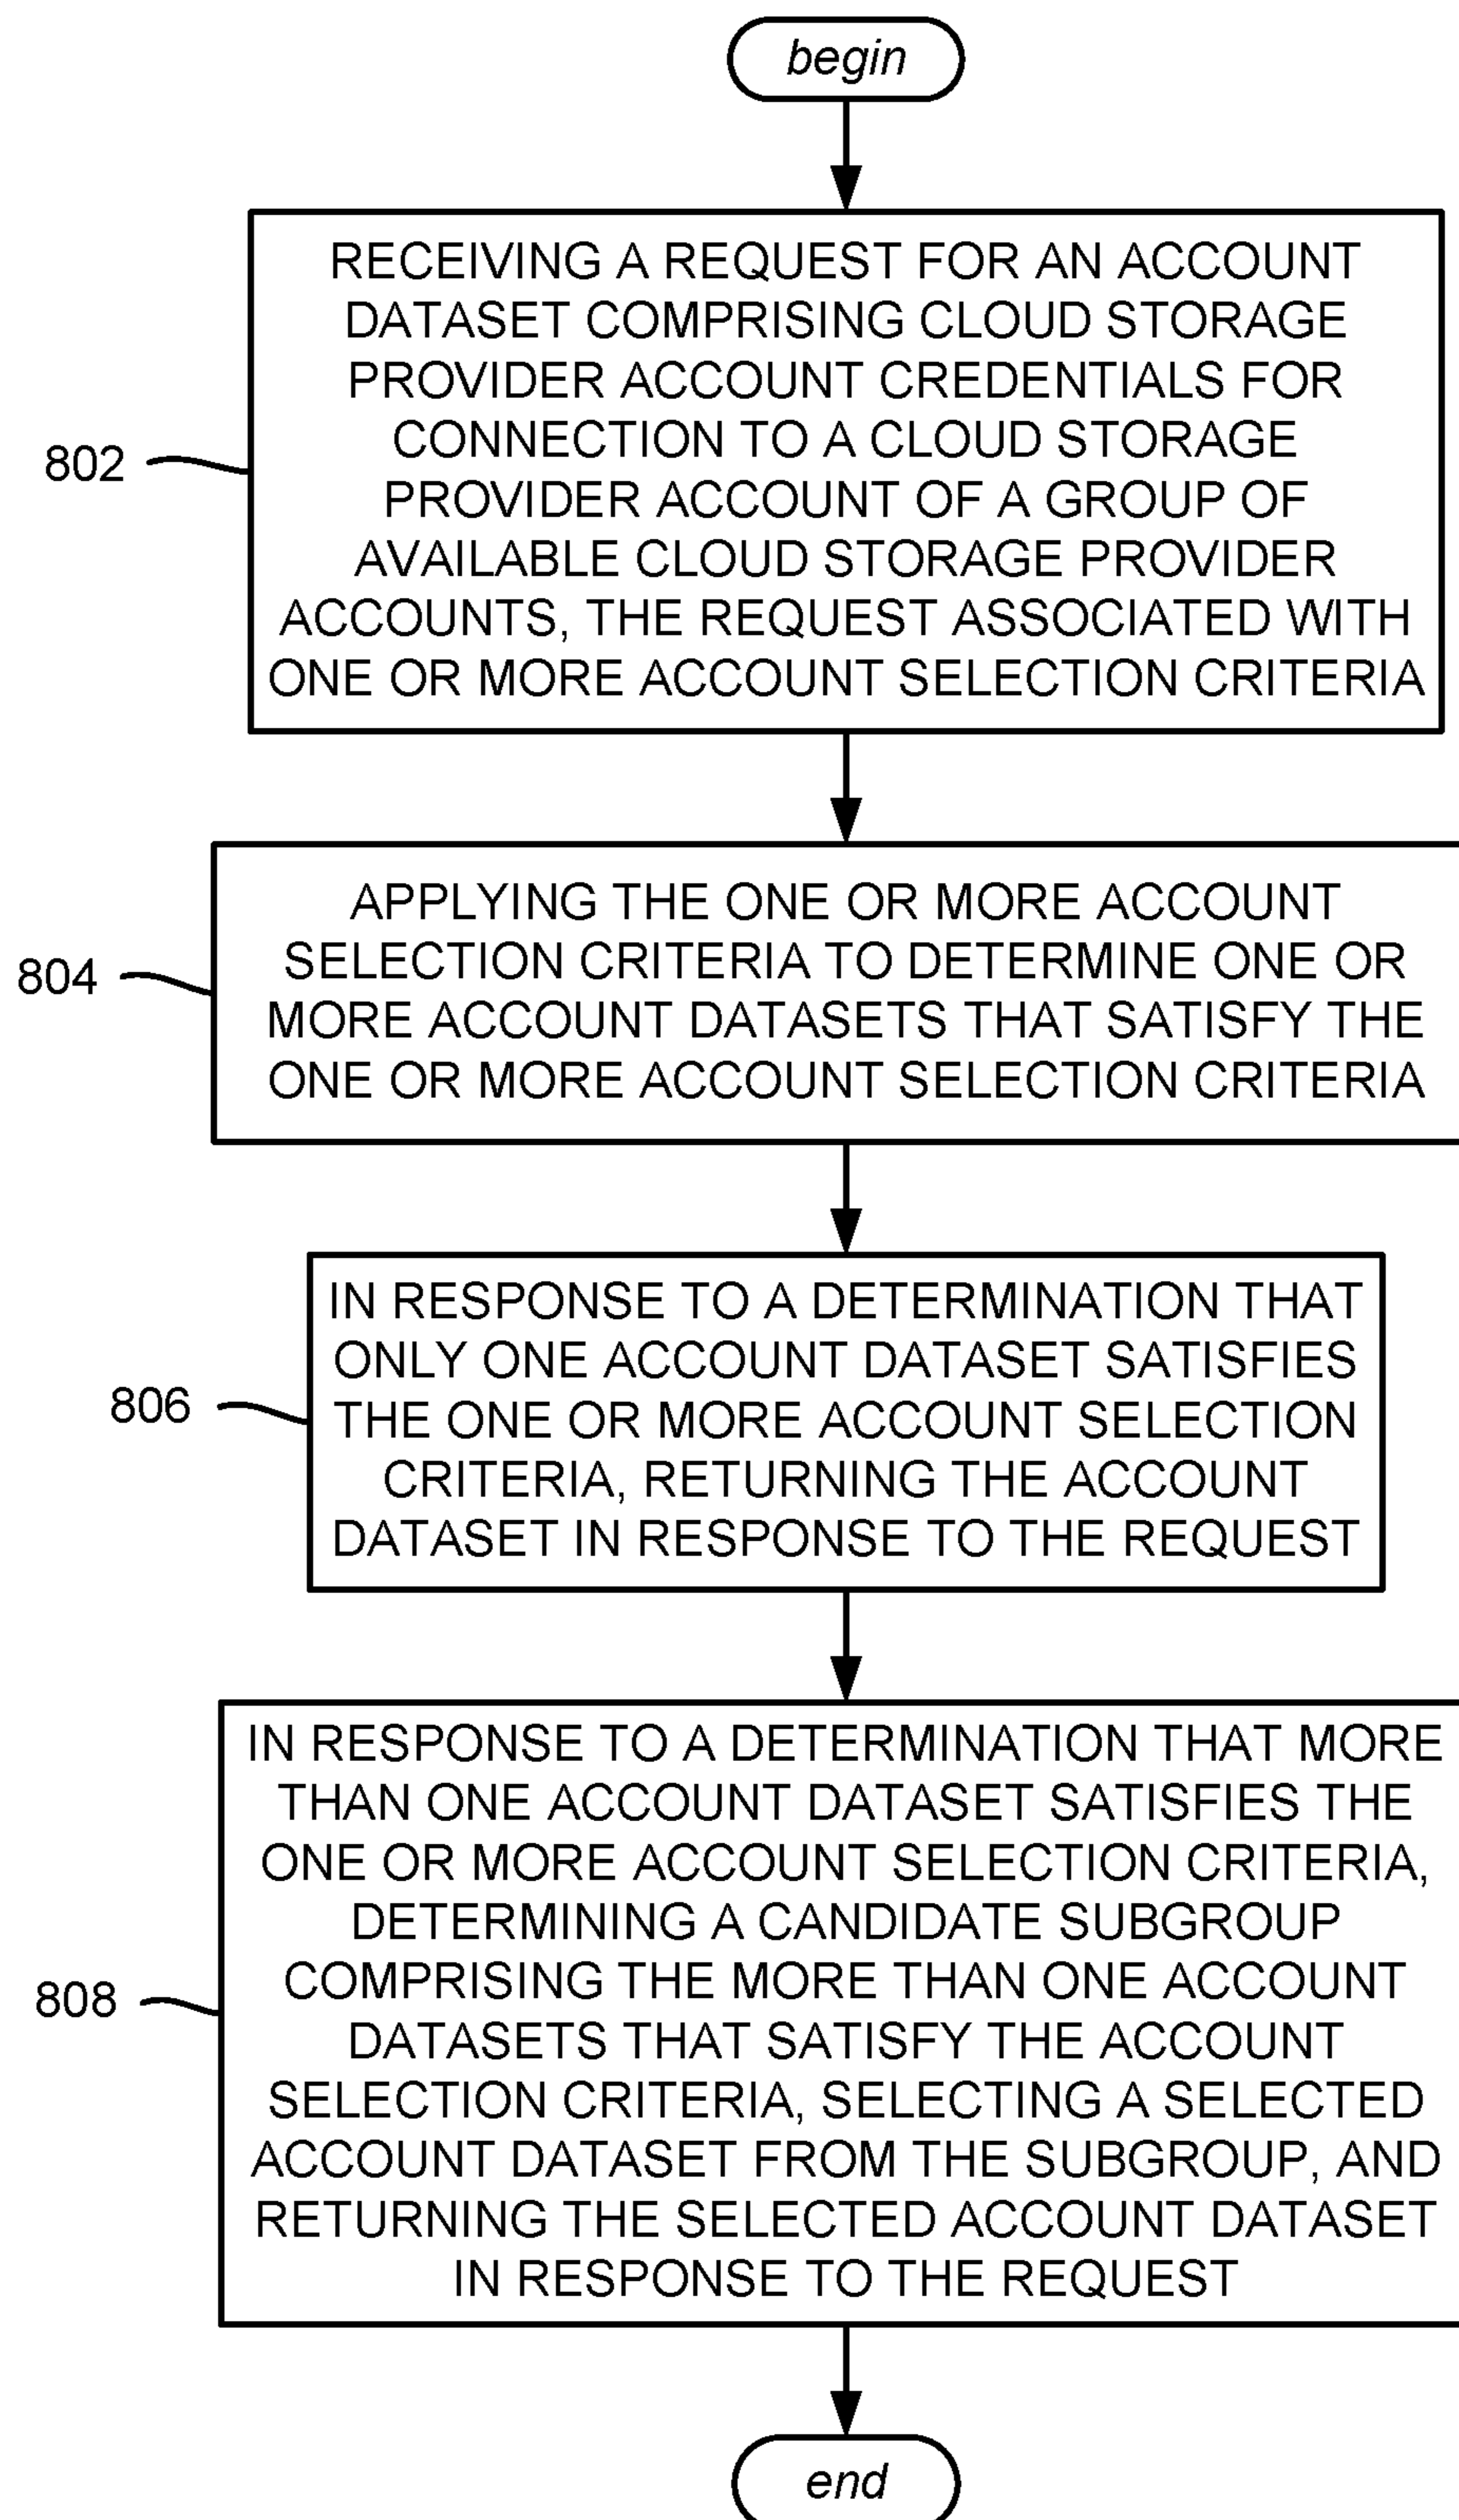 begin
RECEIVING A REQUEST FOR AN ACCOUNT
DATASET COMPRISING CLOUD STORAGE
PROVIDER ACCOUNT CREDENTIALS FOR
CONNECTION TO A CLOUD STORAGE
PROVIDER ACCOUNT OF A GROUP OF
AVAILABLE CLOUD STORAGE PROVIDER
ACCOUNTS, THE REQUEST ASSOCIATED WITH
ONE OR MORE ACCOUNT SELECTION CRITERIA
802
APPLYING THE ONE OR MORE ACCOUNT
SELECTION CRITERIA TO DETERMINE ONE OR
MORE ACCOUNT DATASETS THAT SATISFY THE
ONE OR MORE ACCOUNT SELECTION CRITERIA
804
IN RESPONSE TO A DETERMINATION THAT
ONLY ONE ACCOUNT DATASET SATISFIES
THE ONE OR MORE ACCOUNT SELECTION
CRITERIA, RETURNING THE ACCOUNT
DATASET IN RESPONSE TO THE REQUEST
806
IN RESPONSE TO A DETERMINATION THAT MORE
THAN ONE ACCOUNT DATASET SATISFIES THE
ONE OR MORE ACCOUNT SELECTION CRITERIA,
DETERMINING A CANDIDATE SUBGROUP
COMPRISING THE MORE THAN ONE ACCOUNT
DATASETS THAT SATISFY THE ACCOUNT
SELECTION CRITERIA, SELECTING A SELECTED
ACCOUNT DATASET FROM THE SUBGROUP, AND
RETURNING THE SELECTED ACCOUNT DATASET
IN RESPONSE TO THE REQUEST
808
end